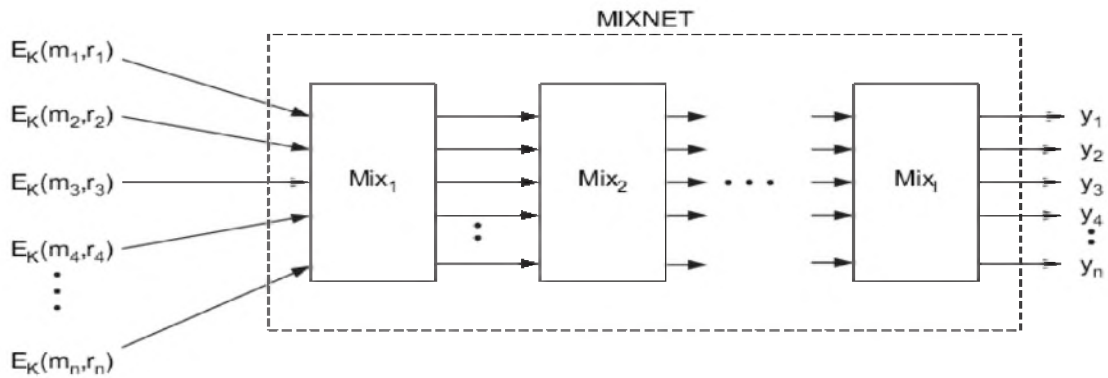 MIXNET
E_K(m_1,r_1)
E_K(m_2,r_2)
E_K(m_3,r_3)
E_K(m_4,r_4)
E_K(m_n,r_n)
Mix_1
Mix_2
Mix_l
y_1
y_2
y_3
y_4
y_n